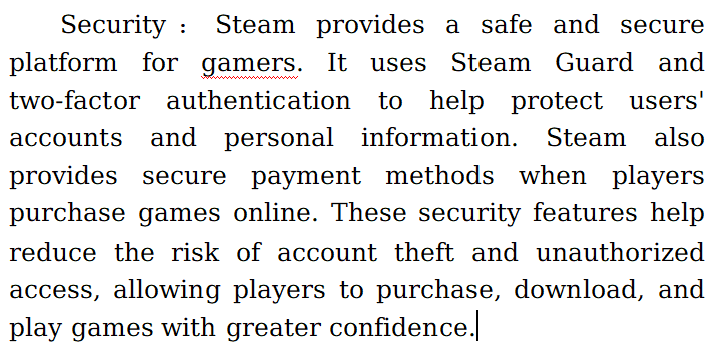 Security： Steam provides a safe and secure
platform for gamers. It uses Steam Guard and
two-factor authentication to help protect users'
accounts and personal information. Steam also
provides secure payment methods when players
purchase games online. These security features help
reduce the risk of account theft and unauthorized
access, allowing players to purchase, download, and
play games with greater confidence.